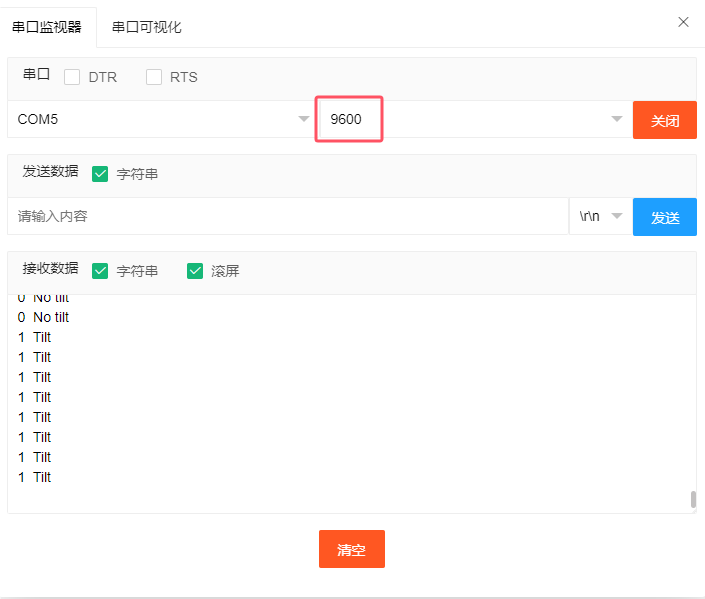 串口监视器 串口可视化
串口 DTR RTS
COM5 9600 关闭
发送数据 字符串
请输入内容 \r\n 发送
接收数据 字符串 滚屏
0 No tilt
0 No tilt
1 Tilt
1 Tilt
1 Tilt
1 Tilt
1 Tilt
1 Tilt
1 Tilt
1 Tilt
清空